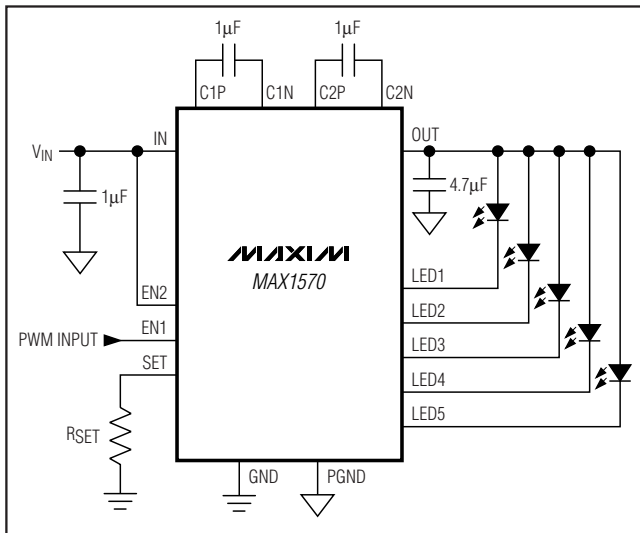 1μF
1μF
C1P
C1N
C2P
C2N
IN
OUT
VIN
1μF
4.7μF
MAXIM
MAX1570
LED1
EN2
LED2
EN1
PWM INPUT
LED3
SET
LED4
RSET
LED5
GND
PGND